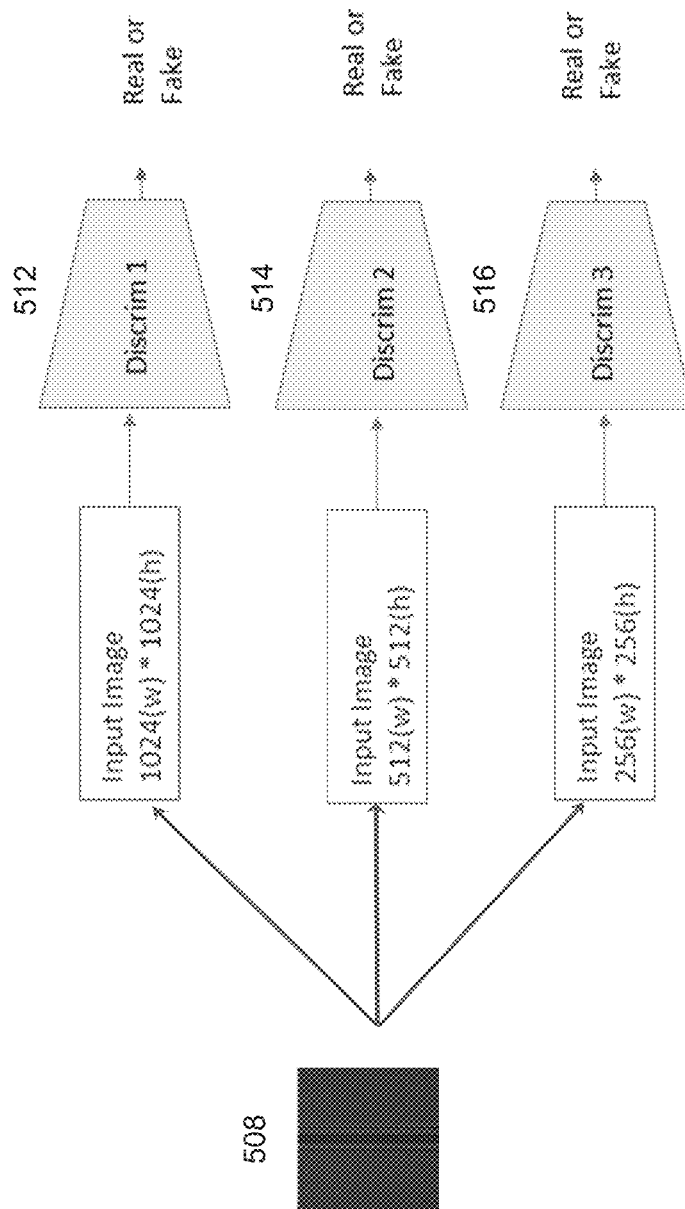 508
Input Image
1024(w) * 1024(h)
512
Discrim 1
Real or
Fake
Input Image
512(w) * 512(h)
514
Discrim 2
Real or
Fake
Input Image
256(w) * 256(h)
516
Discrim 3
Real or
Fake